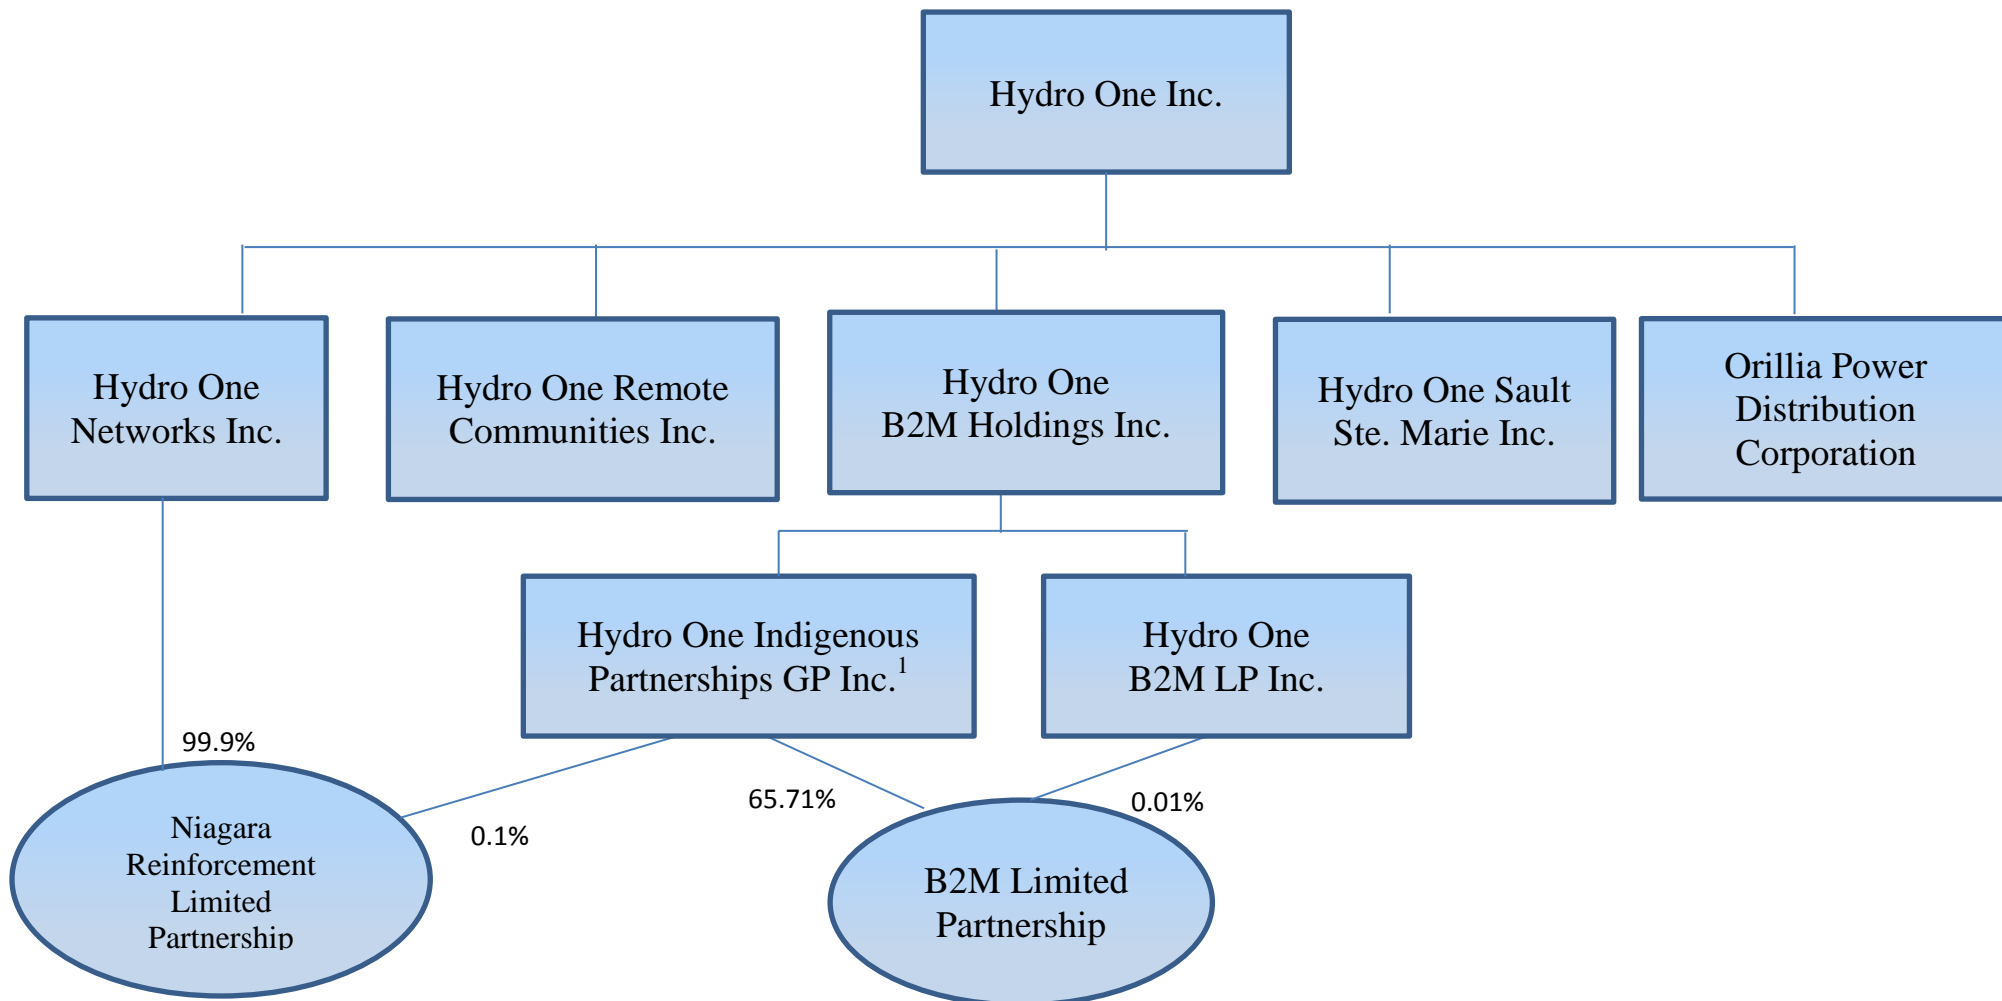 Hydro One Inc.
Hydro One
Networks Inc.
Hydro One Remote
Communities Inc.
Hydro One
B2M Holdings Inc.
Hydro One Sault
Ste. Marie Inc.
Orillia Power
Distribution
Corporation
Hydro One Indigenous
Partnerships GP Inc.1
Hydro One
B2M LP Inc.
99.9%
0.1%
65.71%
0.01%
Niagara
Reinforcement
Limited
Partnership
B2M Limited
Partnership